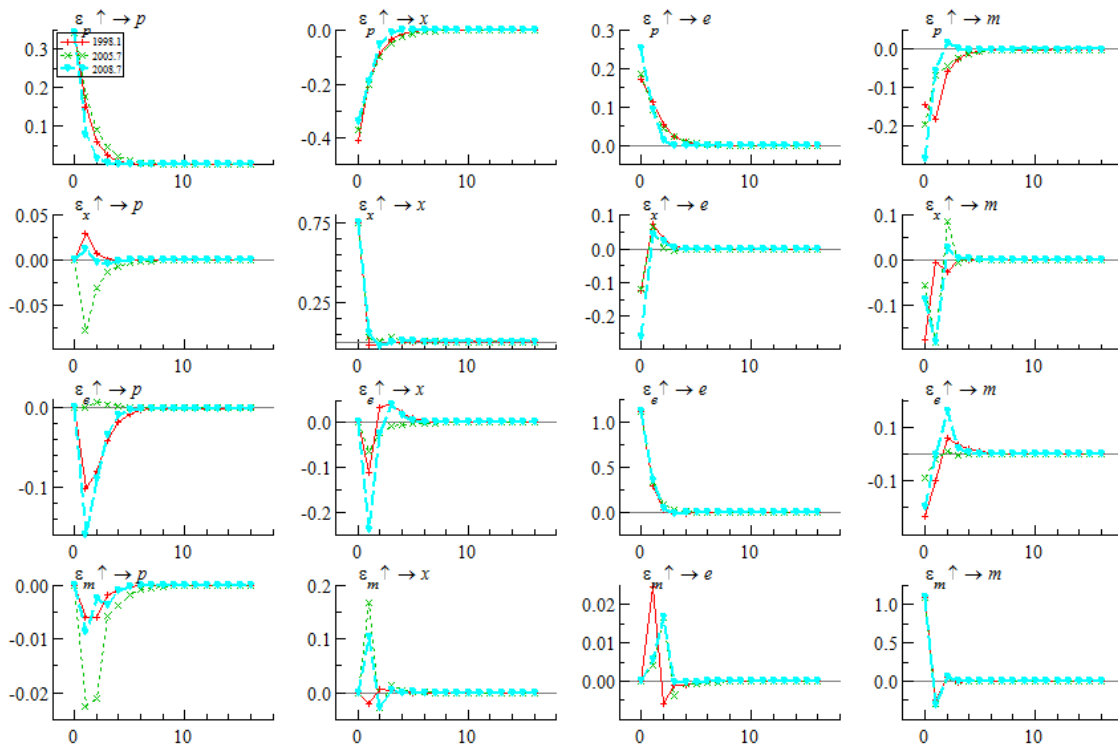 ε_p ↑ → p
ε_p ↑ → x
ε_p ↑ → e
ε_p ↑ → m
0.3 0.2 0.1
1998.1
2005.7
2008.7
0.0 -0.2 -0.4
0.3 0.2 0.1 0.0
0.0 -0.1 -0.2
0 10
0 10
0 10
0 10
ε_x ↑ → p
ε_x ↑ → x
ε_x ↑ → e
ε_x ↑ → m
0.05 0.00 -0.05
0.75 0.25
0.1 0.0 -0.1 -0.2
0.1 0.0 -0.1
0 10
0 10
0 10
0 10
ε_e ↑ → p
ε_e ↑ → x
ε_e ↑ → e
ε_e ↑ → m
0.0 -0.1
0.0 -0.1 -0.2
1.0 0.5 0.0
0.1 -0.1
0 10
0 10
0 10
0 10
ε_m ↑ → p
ε_m ↑ → x
ε_m ↑ → e
ε_m ↑ → m
0.00 -0.01 -0.02
0.2 0.1 0.0
0.02 0.01 0.00
1.0 0.5 0.0
0 10
0 10
0 10
0 10